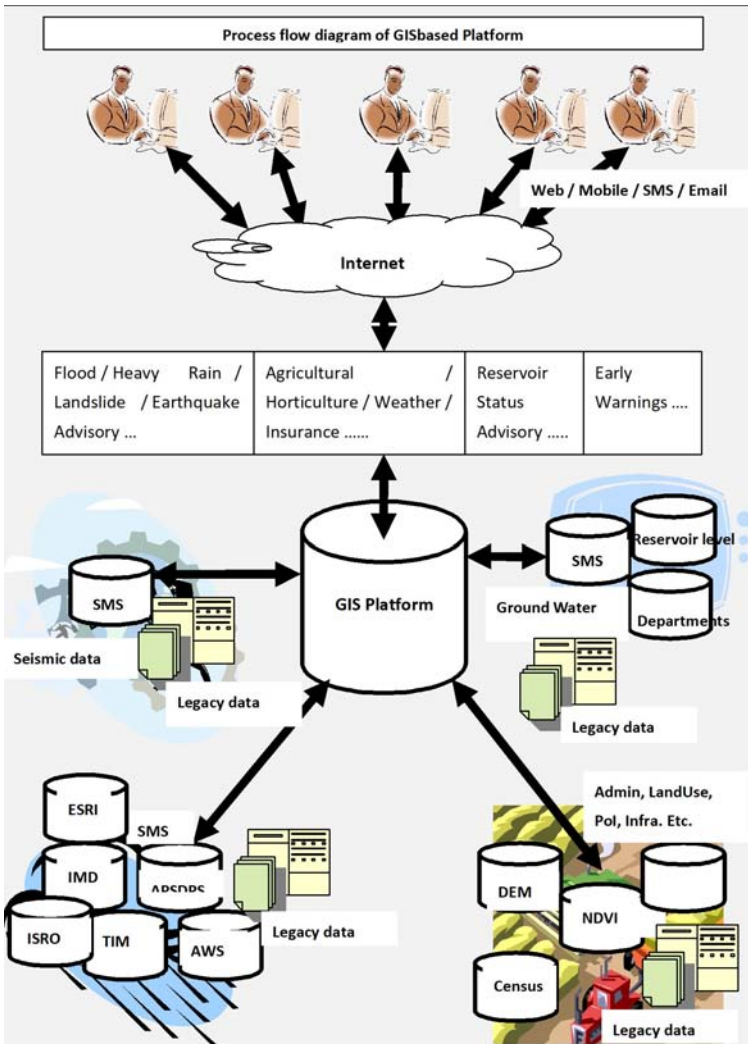 Process flow diagram of GISbased Platform
Web / Mobile / SMS / Email
Internet
Flood / Heavy Rain /
Landslide / Earthquake
Advisory ...
Agricultural /
Horticulture / Weather /
Insurance ......
Reservoir
Status
Advisory .....
Early
Warnings ....
SMS
Seismic data
Legacy data
GIS Platform
SMS
Reservoir level
Departments
Ground Water
Legacy data
ESRI
SMS
IMD
APSDPS
ISRO
TIM
AWS
Legacy data
Admin, LandUse,
PoI, Infra. Etc.
DEM
NDVI
Census
Legacy data